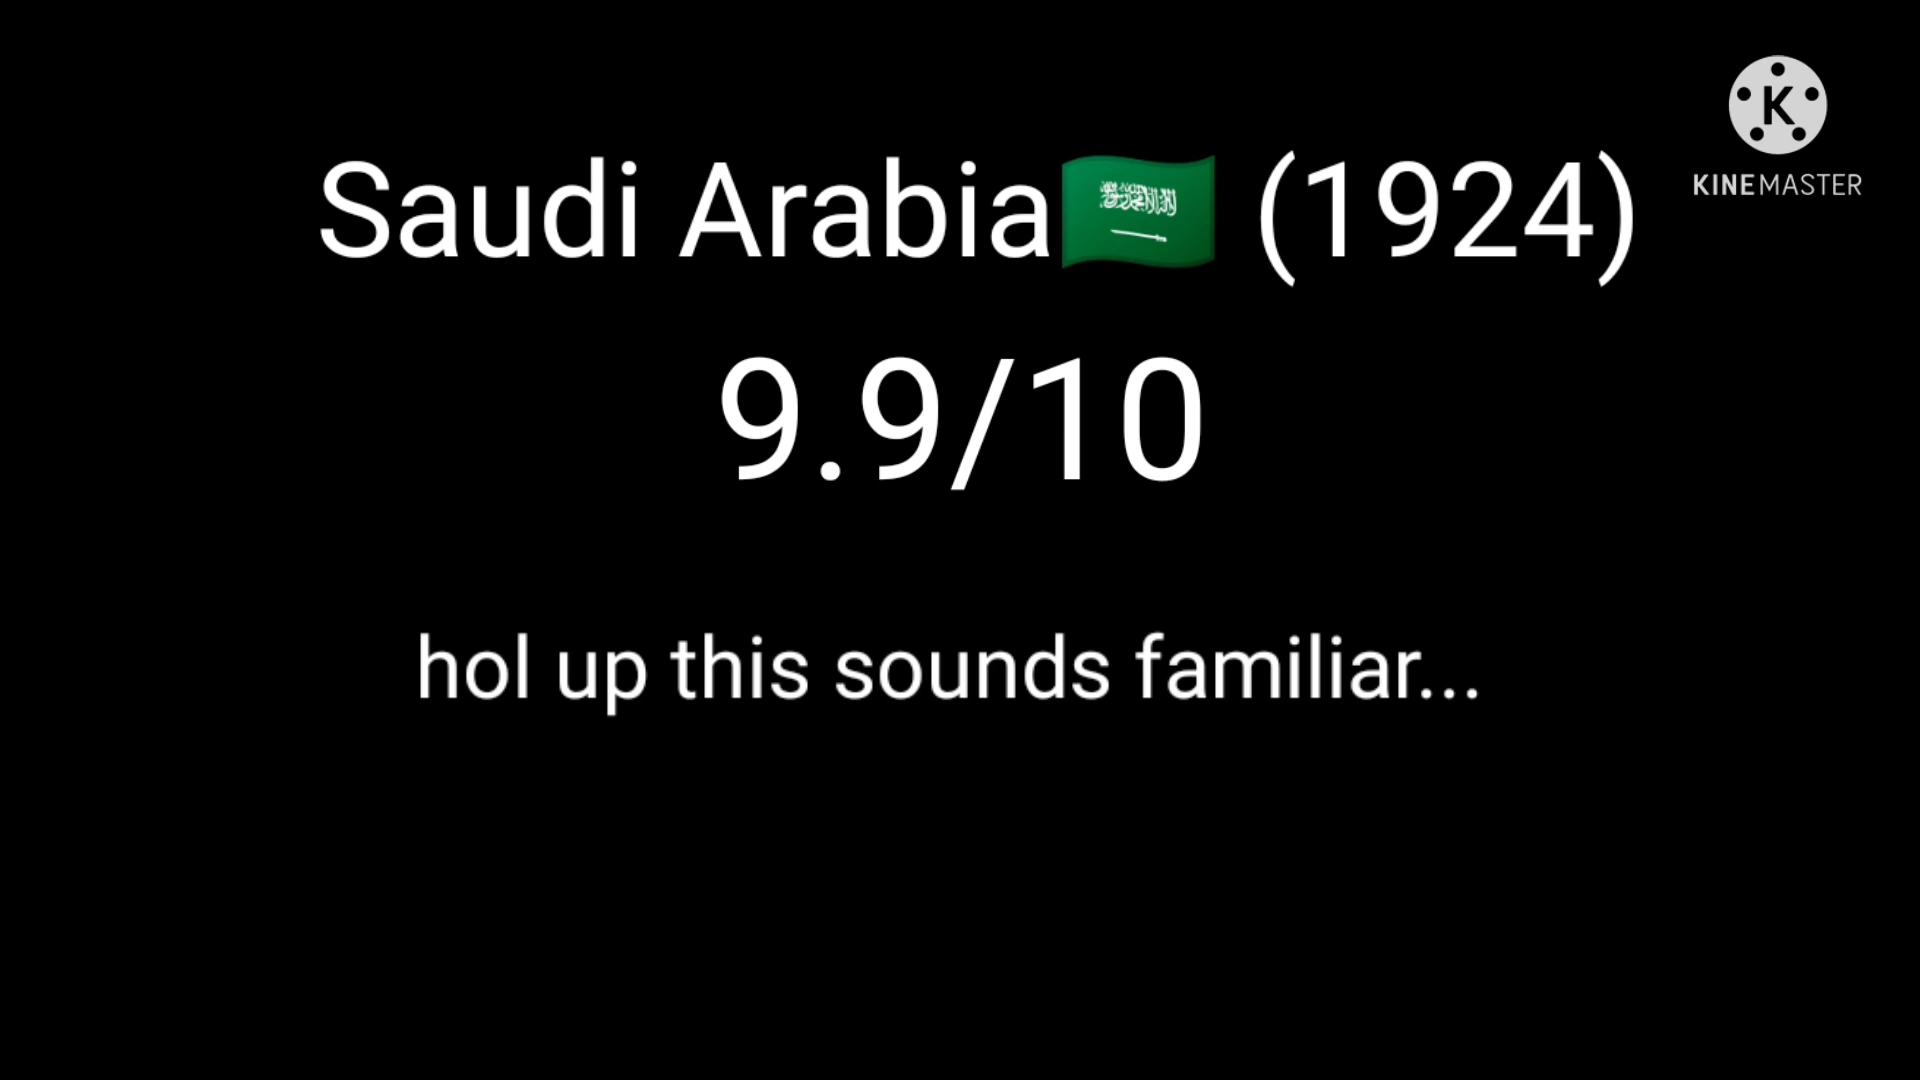 Saudi Arabia🇸🇦 (1924)
9.9/10
hol up this sounds familiar...
K
KINEMASTER